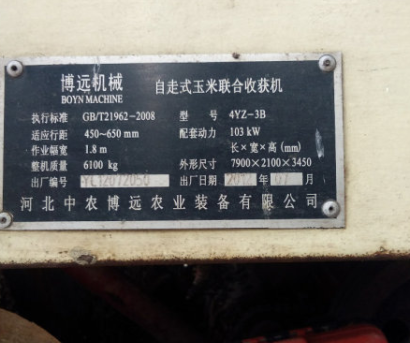 博远机械
BOYN MACHINE
自走式玉米联合收获机
执行标准 GB/T21962-2008 型 号 4YZ-3B
适应行距 450~650 mm 配套动力 103 kW
作业幅宽 1.8 m 长×宽×高(mm)
整机质量 6100 kg 外形尺寸 7900×2100×3450
出厂编号 出厂日期 年 月
河北中农博远农业装备有限公司